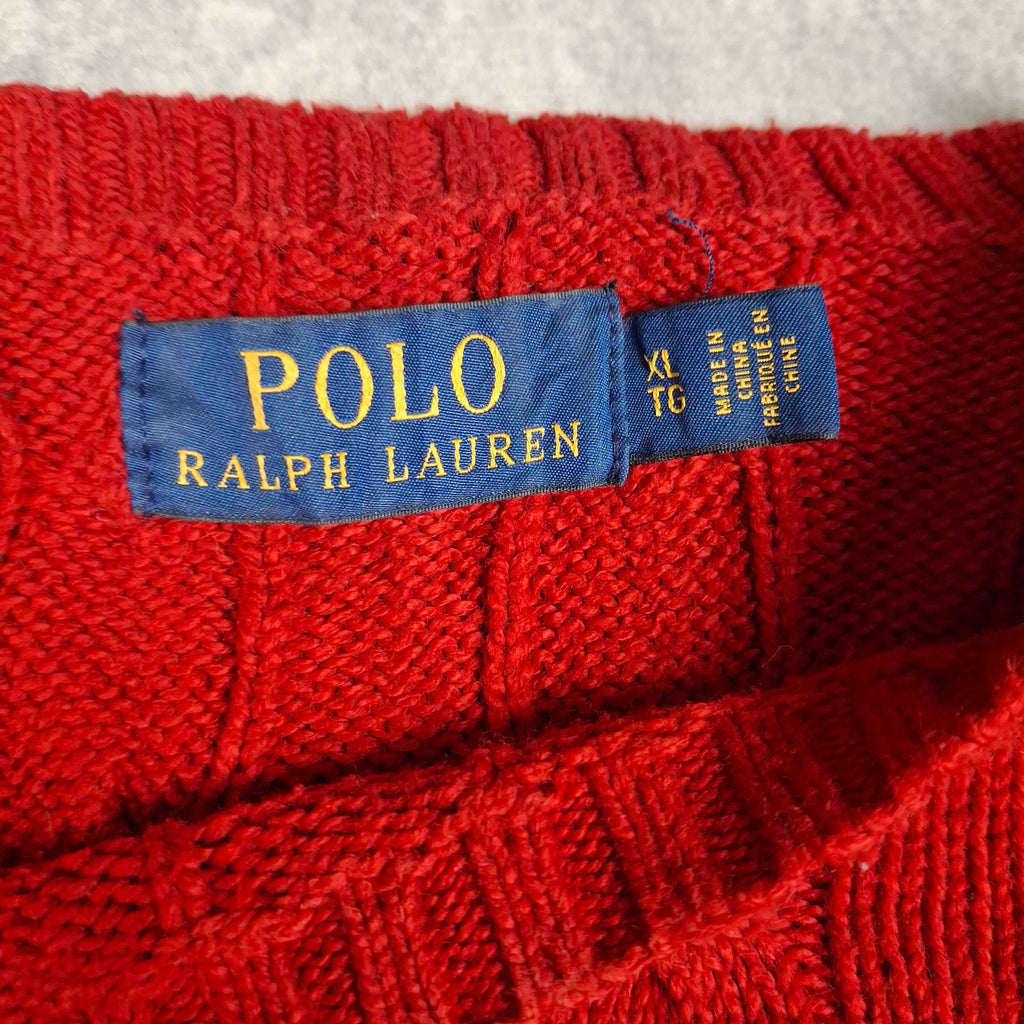 POLO
RALPH LAUREN
XL
TG
MADE IN
CHINA
FABRIQUÉ EN
CHINE